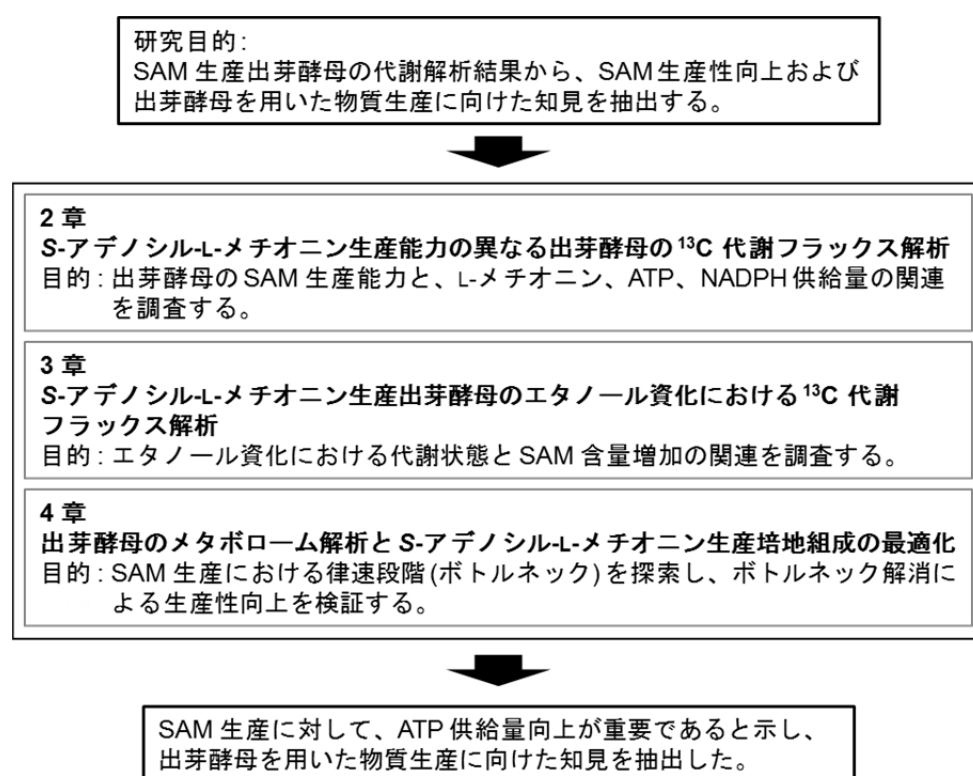 研究目的:
SAM 生産出芽酵母の代謝解析結果から、SAM生産性向上および
出芽酵母を用いた物質生産に向けた知見を抽出する。
2 章
S-アデノシル-L-メチオニン生産能力の異なる出芽酵母の ¹³C 代謝フラックス解析
目的 : 出芽酵母の SAM 生産能力と、L-メチオニン、ATP、NADPH 供給量の関連
を調査する。
3 章
S-アデノシル-L-メチオニン生産出芽酵母のエタノール資化における ¹³C 代謝
フラックス解析
目的 : エタノール資化における代謝状態と SAM 含量増加の関連を調査する。
4 章
出芽酵母のメタボローム解析と S-アデノシル-L-メチオニン生産培地組成の最適化
目的 : SAM 生産における律速段階 (ボトルネック) を探索し、ボトルネック解消に
よる生産性向上を検証する。
SAM 生産に対して、ATP 供給量向上が重要であると示し、
出芽酵母を用いた物質生産に向けた知見を抽出した。